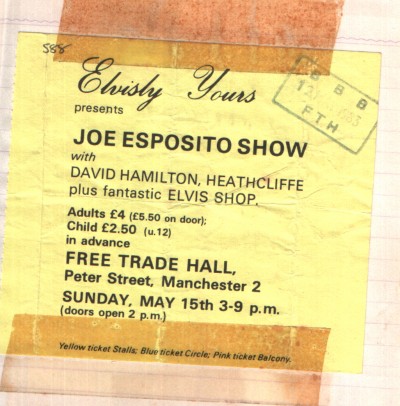 588
Elvisly Yours
presents
JOE ESPOSITO SHOW
with
DAVID HAMILTON, HEATHCLIFFE
plus fantastic ELVIS SHOP.
Adults £4 (£5.50 on door);
Child £2.50 (u.12)
in advance
FREE TRADE HALL,
Peter Street, Manchester 2
SUNDAY, MAY 15th 3-9 p.m.
(doors open 2 p.m.)
Yellow ticket Stalls; Blue ticket Circle; Pink ticket Balcony.
B B B
FTH